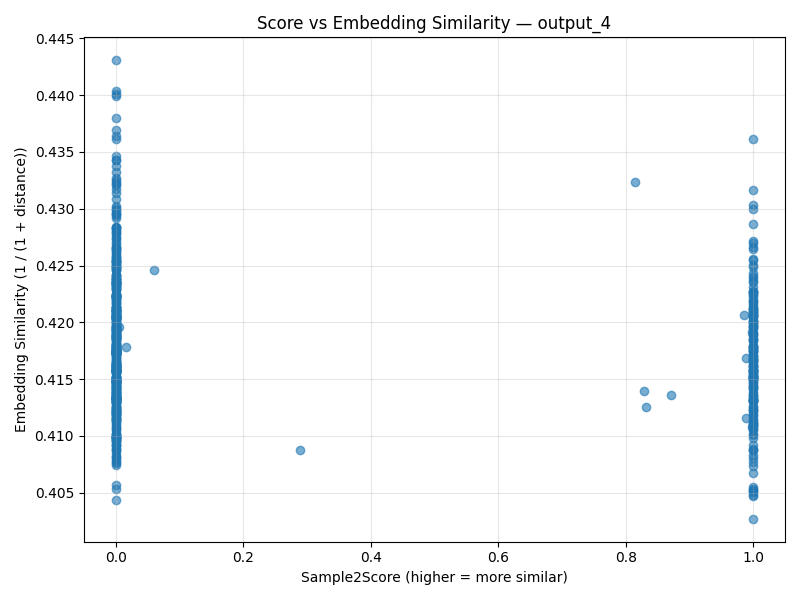 Score vs Embedding Similarity — output_4
Embedding Similarity (1 / (1 + distance))
0.445
0.440
0.435
0.430
0.425
0.420
0.415
0.410
0.405
0.0 0.2 0.4 0.6 0.8 1.0
Sample2Score (higher = more similar)